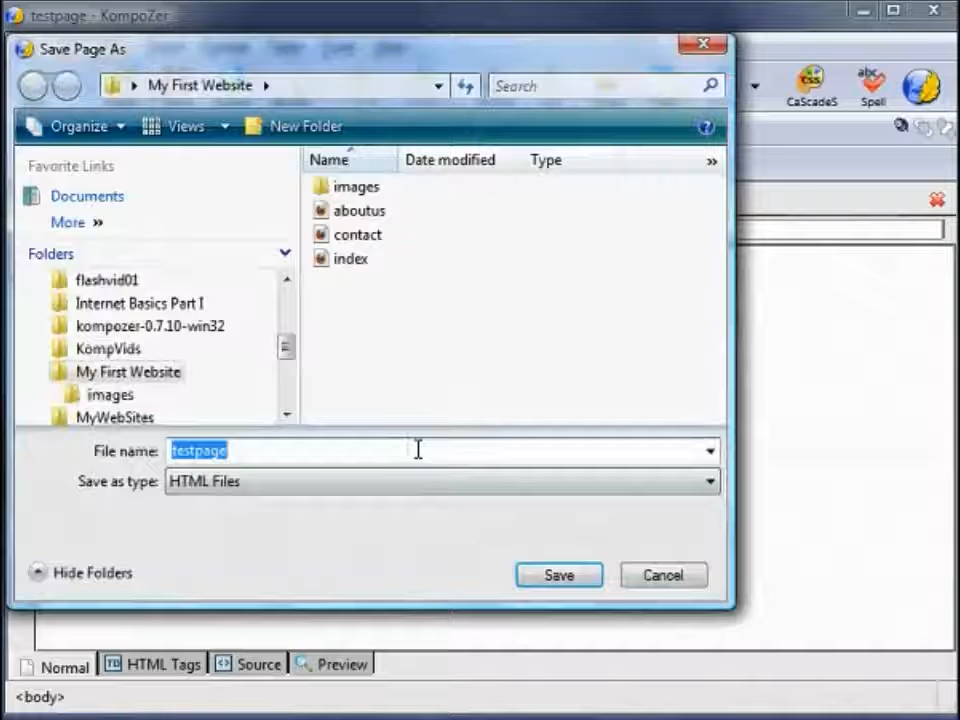 testpage - KompoZer
Save Page As
My First Website
Search
CaScadeS
abc
Spell
css
Organize
Views
New Folder
Favorite Links
Documents
More »
Folders
flashvid01
Internet Basics Part I
kompozer-0.7.10-win32
KompVids
My First Website
images
MyWebSites
Name
Date modified
Type
»
images
aboutus
contact
index
File name: testpage
Save as type: HTML Files
Hide Folders
Save
Cancel
Normal
TD HTML Tags
<> Source
Preview
<body>